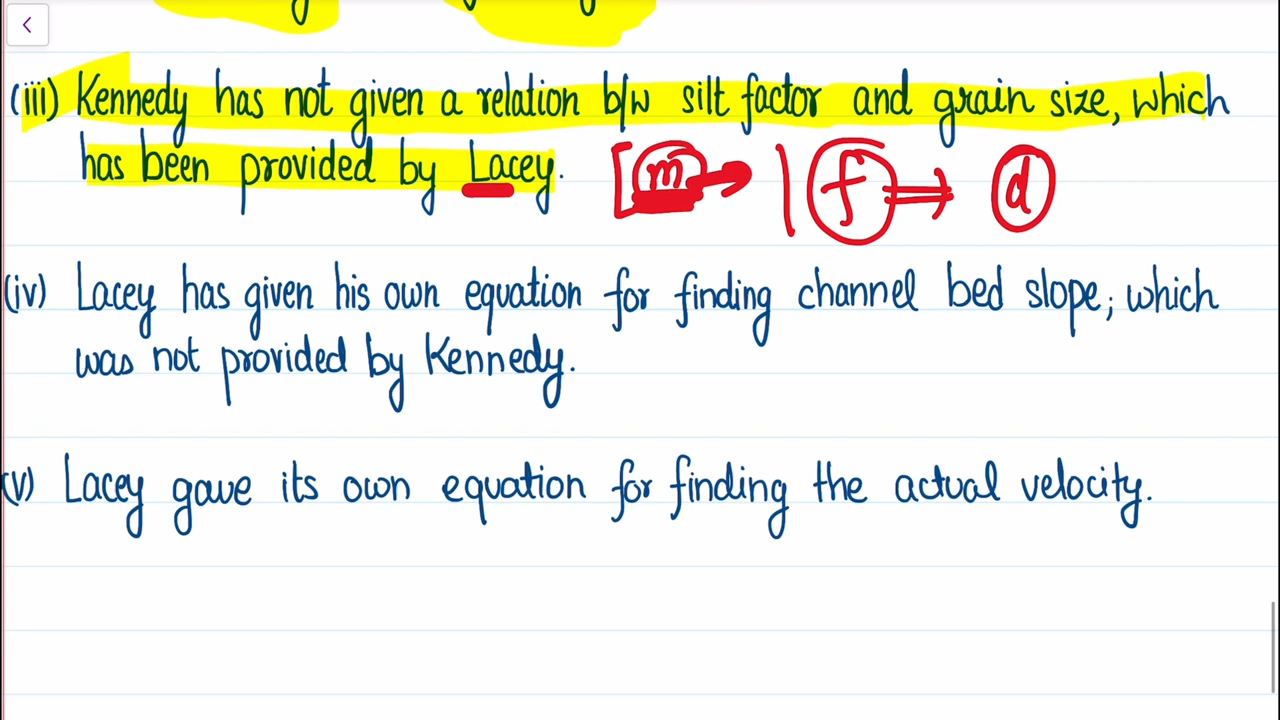 (iii) Kennedy has not given a relation b/w silt factor and grain size, which
has been provided by Lacey. [m → | f ⇒ d
(iv) Lacey has given his own equation for finding channel bed slope; which
was not provided by Kennedy.
(v) Lacey gave its own equation for finding the actual velocity.